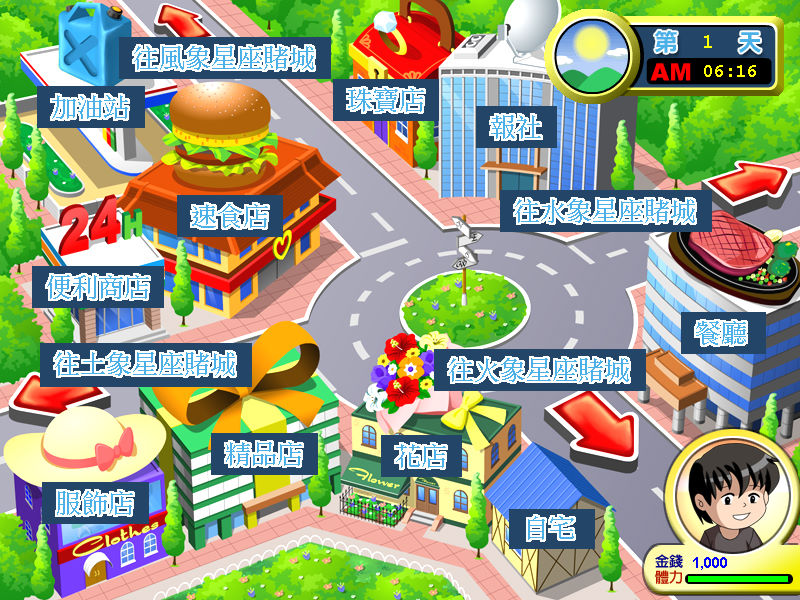 往風象星座賭城
第 1 天
AM 06:16
加油站
珠寶店
報社
速食店
往水象星座賭城
24H
便利商店
餐廳
往土象星座賭城
往火象星座賭城
精品店
花店
Flower
服飾店
Clothes
自宅
金錢 1,000
體力